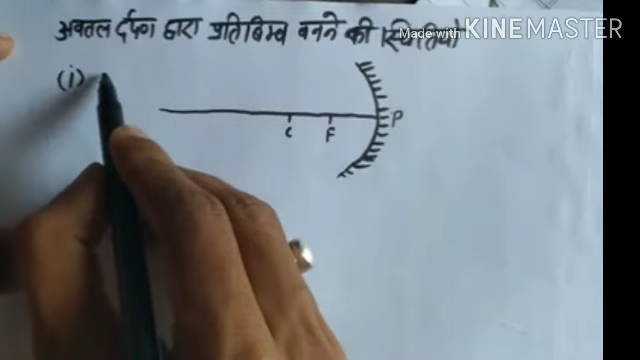 अवतल दर्पण द्वारा प्रतिबिम्ब बनने की स्थितियों
Made with KINEMASTER
(i)
P
C F